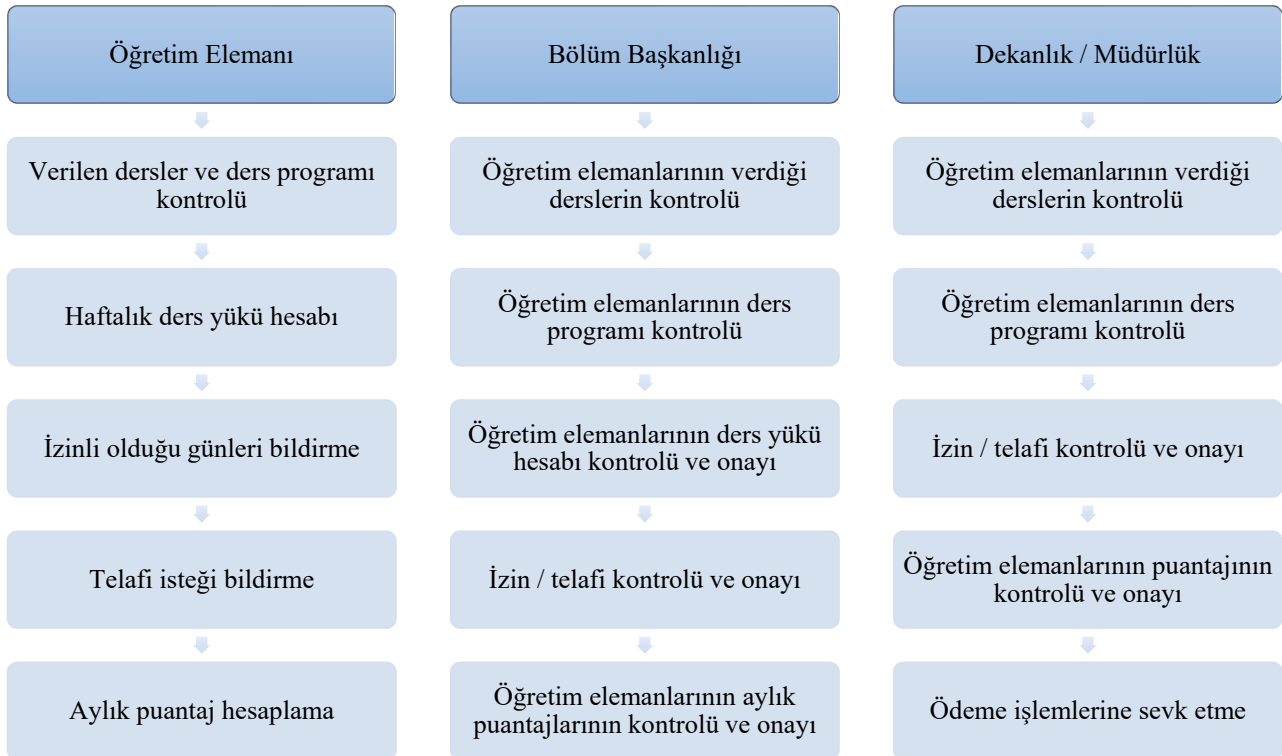 Öğretim Elemanı
Verilen dersler ve ders programı
kontrolü
Haftalık ders yükü hesabı
İzinli olduğu günleri bildirme
Telafi isteği bildirme
Aylık puantaj hesaplama
Bölüm Başkanlığı
Öğretim elemanlarının verdiği
derslerin kontrolü
Öğretim elemanlarının ders
programı kontrolü
Öğretim elemanlarının ders yükü
hesabı kontrolü ve onayı
İzin / telafi kontrolü ve onayı
Öğretim elemanlarının aylık
puantajlarının kontrolü ve onayı
Dekanlık / Müdürlük
Öğretim elemanlarının verdiği
derslerin kontrolü
Öğretim elemanlarının ders
programı kontrolü
İzin / telafi kontrolü ve onayı
Öğretim elemanlarının puantajının
kontrolü ve onayı
Ödeme işlemlerine sevk etme